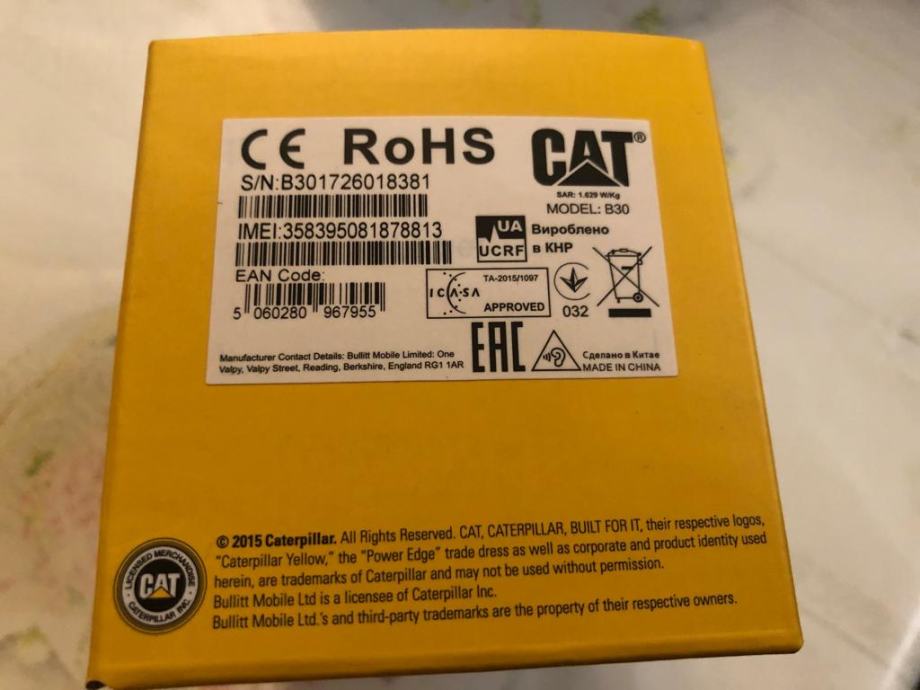 CE RoHS CAT®
S/N:B301726018381
SAR: 1.629 W/Kg
MODEL: B30
IMEI:358395081878813
UA
UCRF
Вироблено
в КНР
EAN Code:
5 060280 967955
ICASA
TA-2015/1097
APPROVED
032
EAC
Manufacturer Contact Details: Bullitt Mobile Limited: One
Valpy, Valpy Street, Reading, Berkshire, England RG1 1AR
Сделано в Китае
MADE IN CHINA
© 2015 Caterpillar. All Rights Reserved. CAT, CATERPILLAR, BUILT FOR IT, their respective logos,
“Caterpillar Yellow,” the “Power Edge” trade dress as well as corporate and product identity used
herein, are trademarks of Caterpillar and may not be used without permission.
Bullitt Mobile Ltd is a licensee of Caterpillar Inc.
Bullitt Mobile Ltd.’s and third-party trademarks are the property of their respective owners.
LICENSED MERCHANDISE
CAT
CATERPILLAR INC.